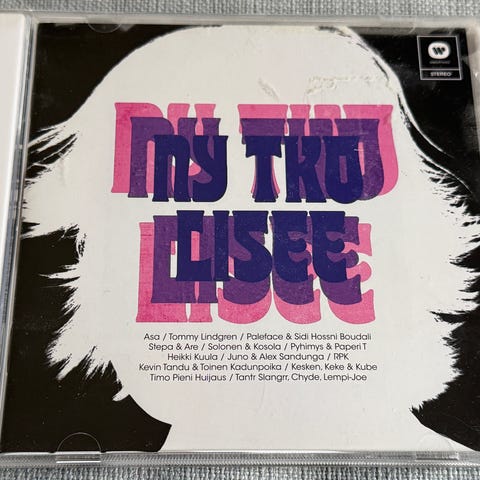 STEREO
NY TKO
LISEE
Asa / Tommy Lindgren / Paleface & Sidi Hossni Boudali
Stepa & Are / Solonen & Kosola / Pyhimys & Paperi T
Heikki Kuula / Juno & Alex Sandunga / RPK
Kevin Tandu & Toinen Kadunpoika / Kesken, Keke & Kube
Timo Pieni Huijaus / Tantr Slangrr, Chyde, Lempi-Joe